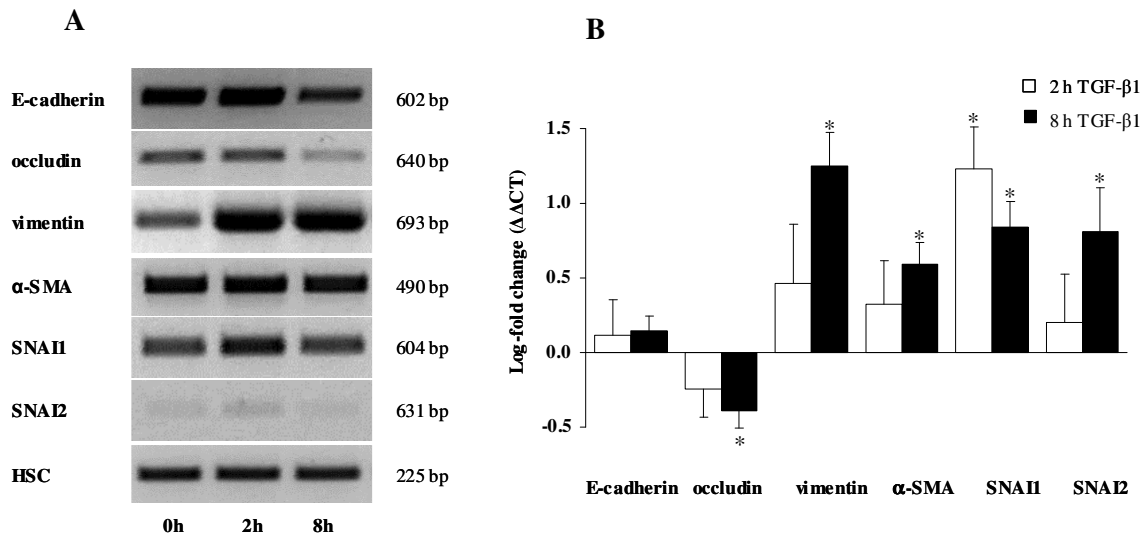 A
E-cadherin 602 bp
occludin 640 bp
vimentin 693 bp
α-SMA 490 bp
SNAI1 604 bp
SNAI2 631 bp
HSC 225 bp
0h 2h 8h
B
2h TGF-β1
8h TGF-β1
Log-fold change (ΔΔCT)
1.5
1.0
0.5
0.0
-0.5
* * * * * *
E-cadherin occludin vimentin α-SMA SNAI1 SNAI2